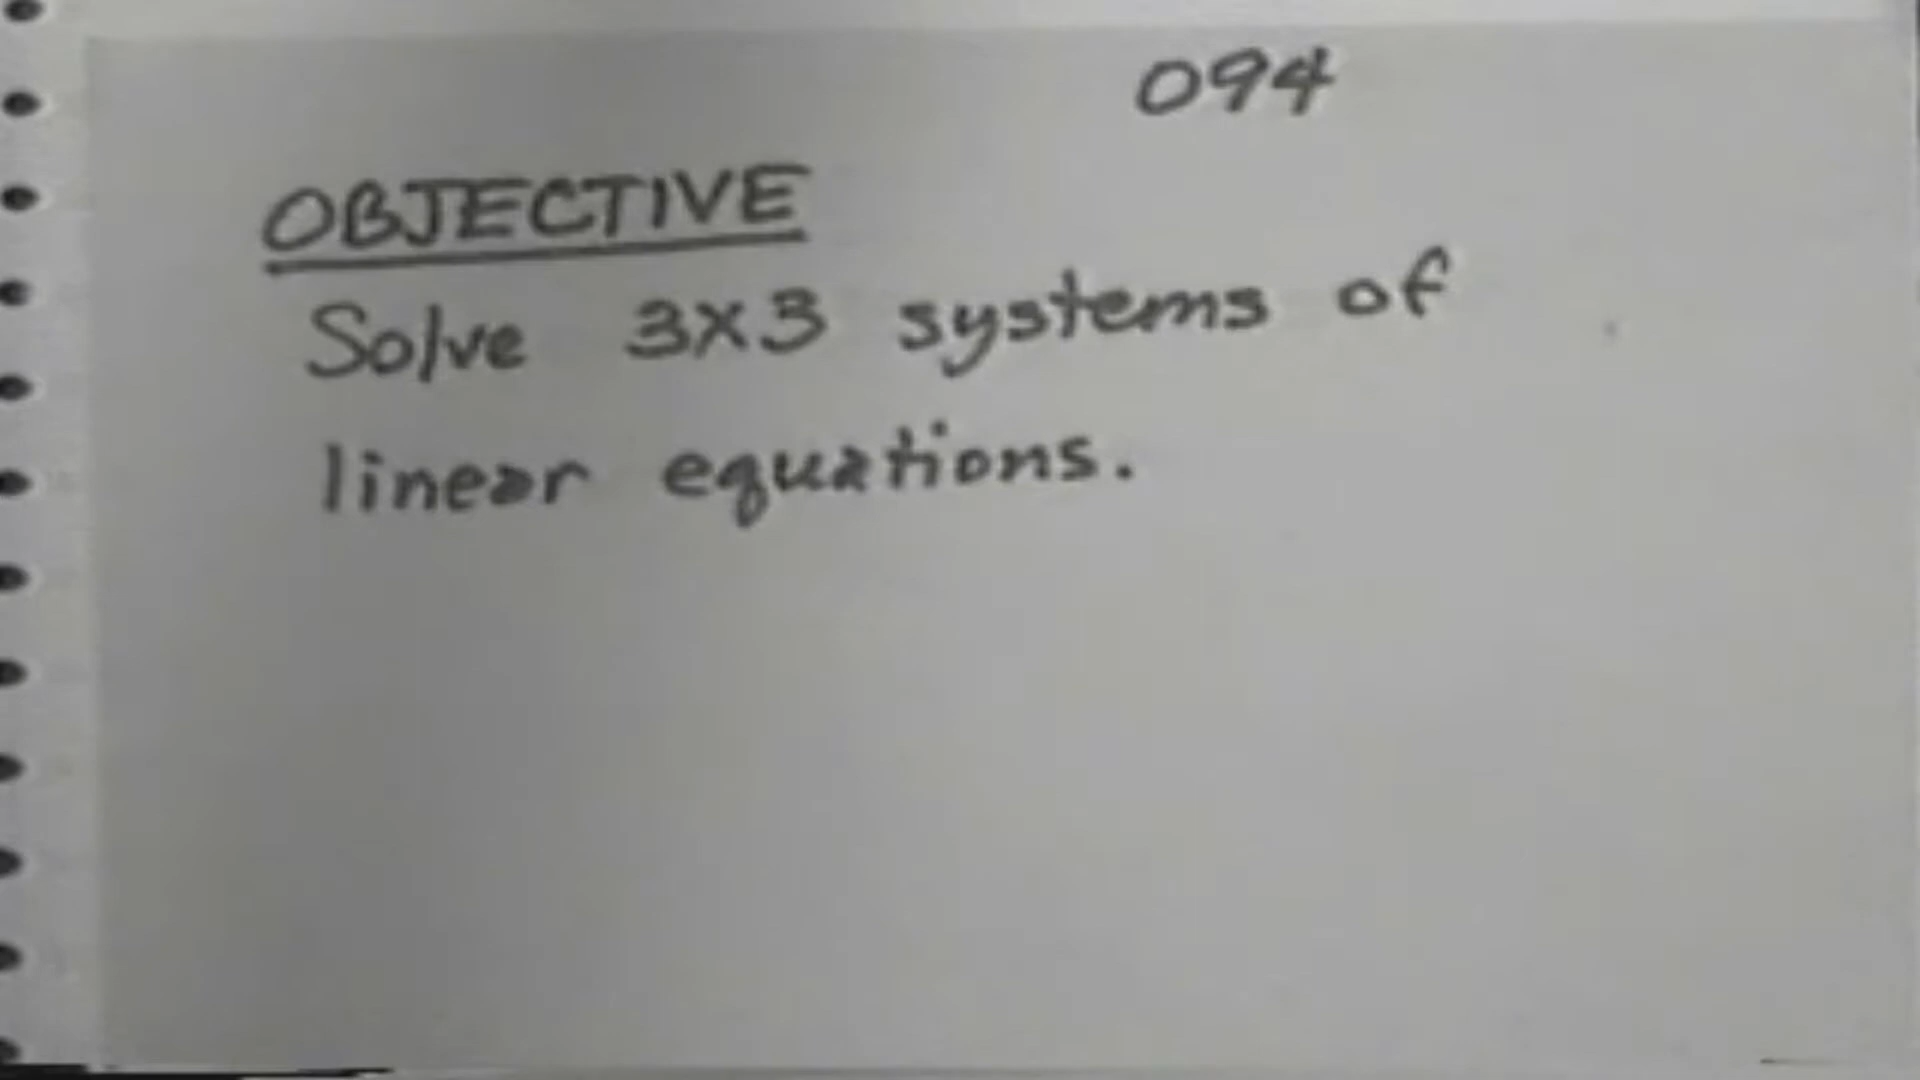 094
OBJECTIVE
Solve 3x3 systems of
linear equations.